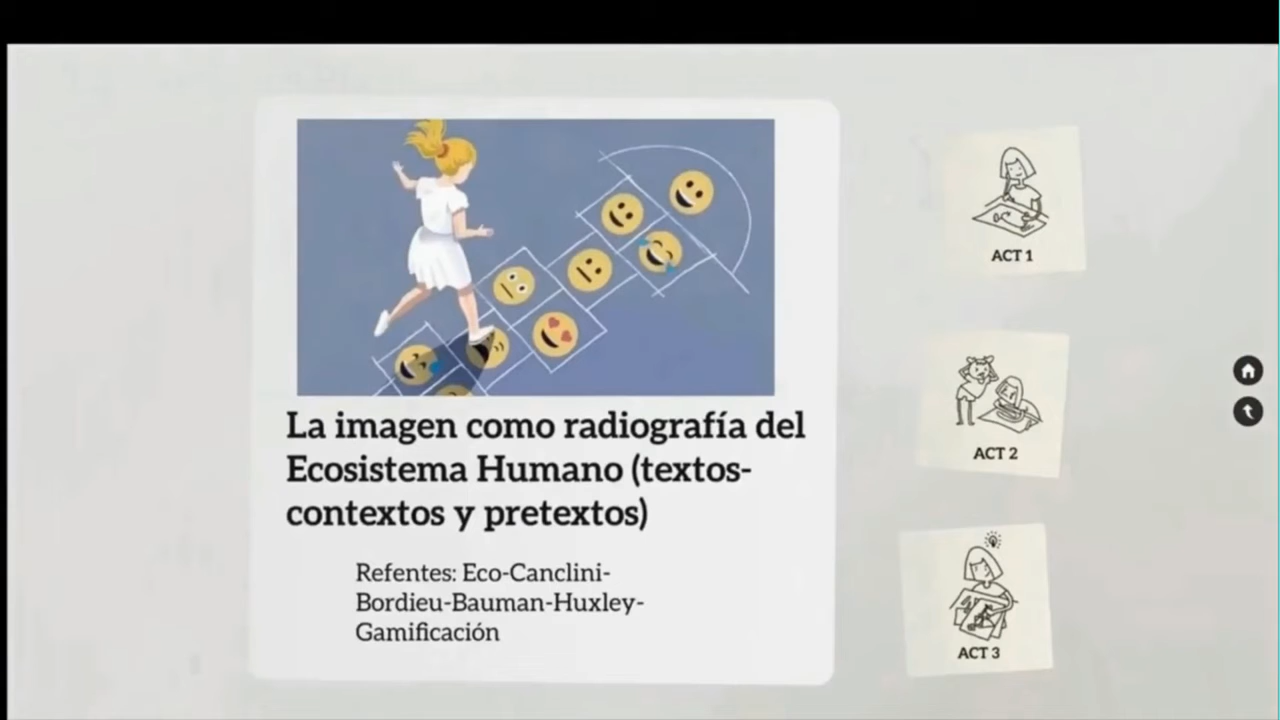 La imagen como radiografía del
Ecosistema Humano (textos-
contextos y pretextos)
Refentes: Eco-Canclini-
Bordieu-Bauman-Huxley-
Gamificación
ACT 1
ACT 2
ACT 3